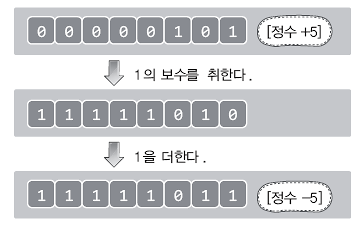 0 0 0 0 0 1 0 1 [정수 +5]
1의 보수를 취한다.
1 1 1 1 1 0 1 0
1을 더한다.
1 1 1 1 1 0 1 1 [정수 −5]